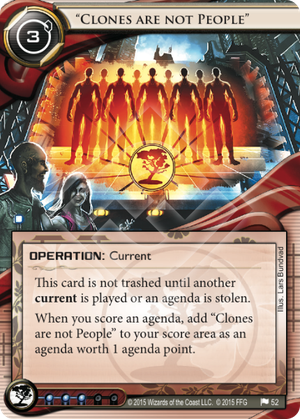 "Clones are not People"
3
OPERATION: Current
This card is not trashed until another
current is played or an agenda is stolen.
When you score an agenda, add "Clones
are not People" to your score area as an
agenda worth 1 agenda point.
Illus. Lars Bundvad
© 2015 Wizards of the Coast LLC. © 2015 FFG
52